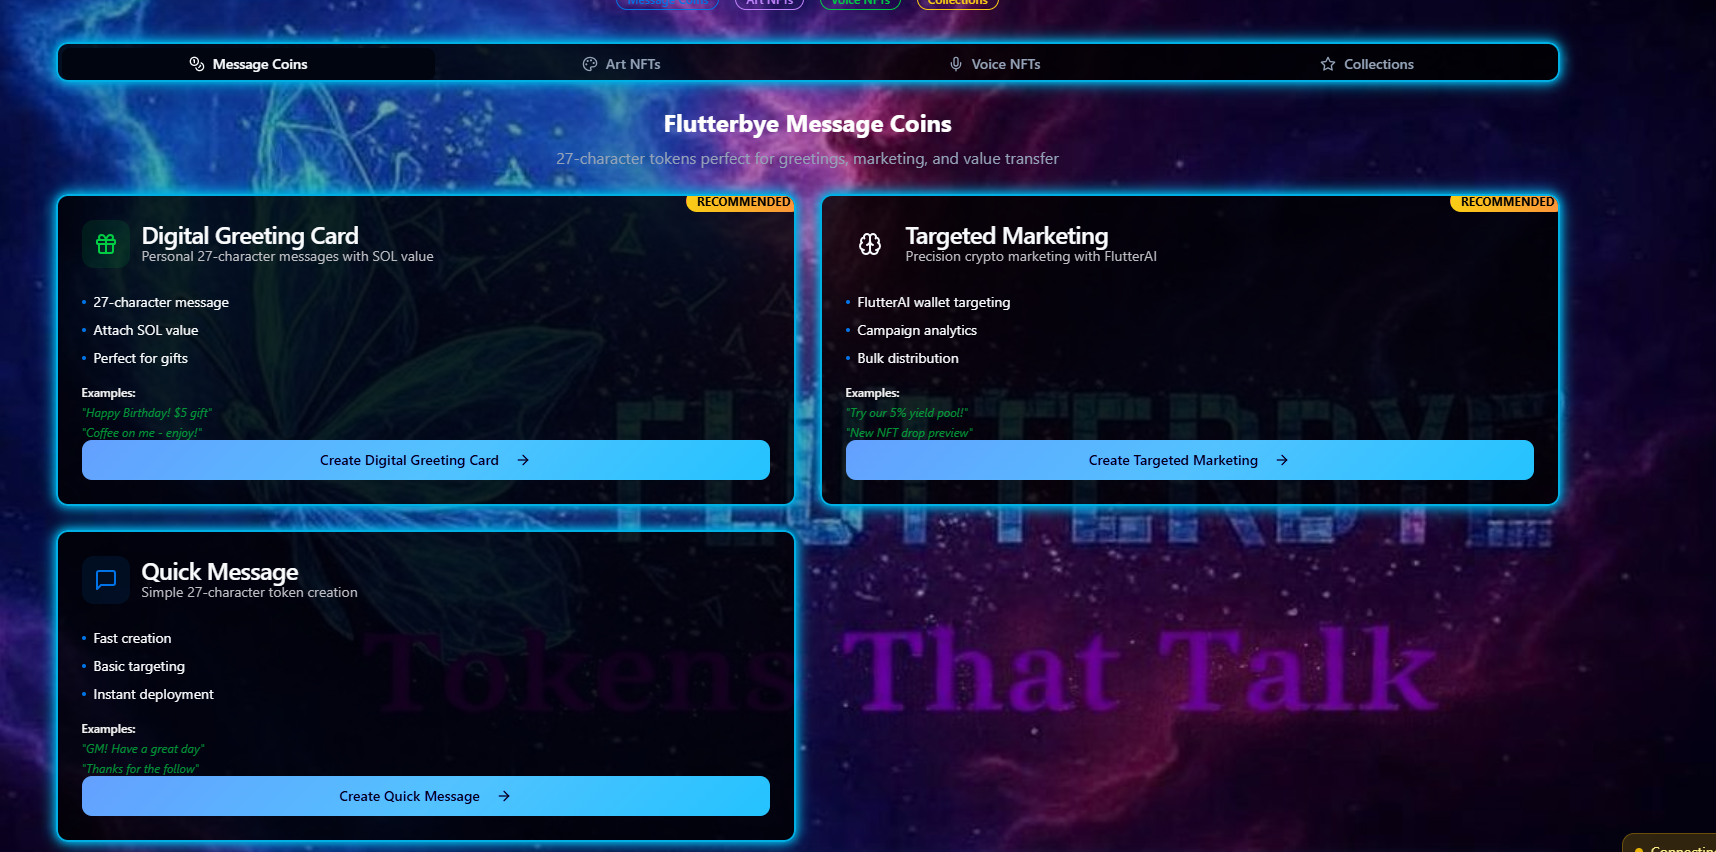 Message Coins
Art NFTs
Voice NFTs
Collections
Message Coins
Art NFTs
Voice NFTs
Collections
Flutterbye Message Coins
27-character tokens perfect for greetings, marketing, and value transfer
RECOMMENDED
Digital Greeting Card
Personal 27-character messages with SOL value
• 27-character message
• Attach SOL value
• Perfect for gifts
Examples:
"Happy Birthday! $5 gift"
"Coffee on me - enjoy!"
Create Digital Greeting Card →
RECOMMENDED
Targeted Marketing
Precision crypto marketing with FlutterAI
• FlutterAI wallet targeting
• Campaign analytics
• Bulk distribution
Examples:
"Try our 5% yield pool!"
"New NFT drop preview"
Create Targeted Marketing →
Quick Message
Simple 27-character token creation
• Fast creation
• Basic targeting
• Instant deployment
Examples:
"GM! Have a great day"
"Thanks for the follow"
Create Quick Message →
FLUTTERBYE
Tokens That Talk